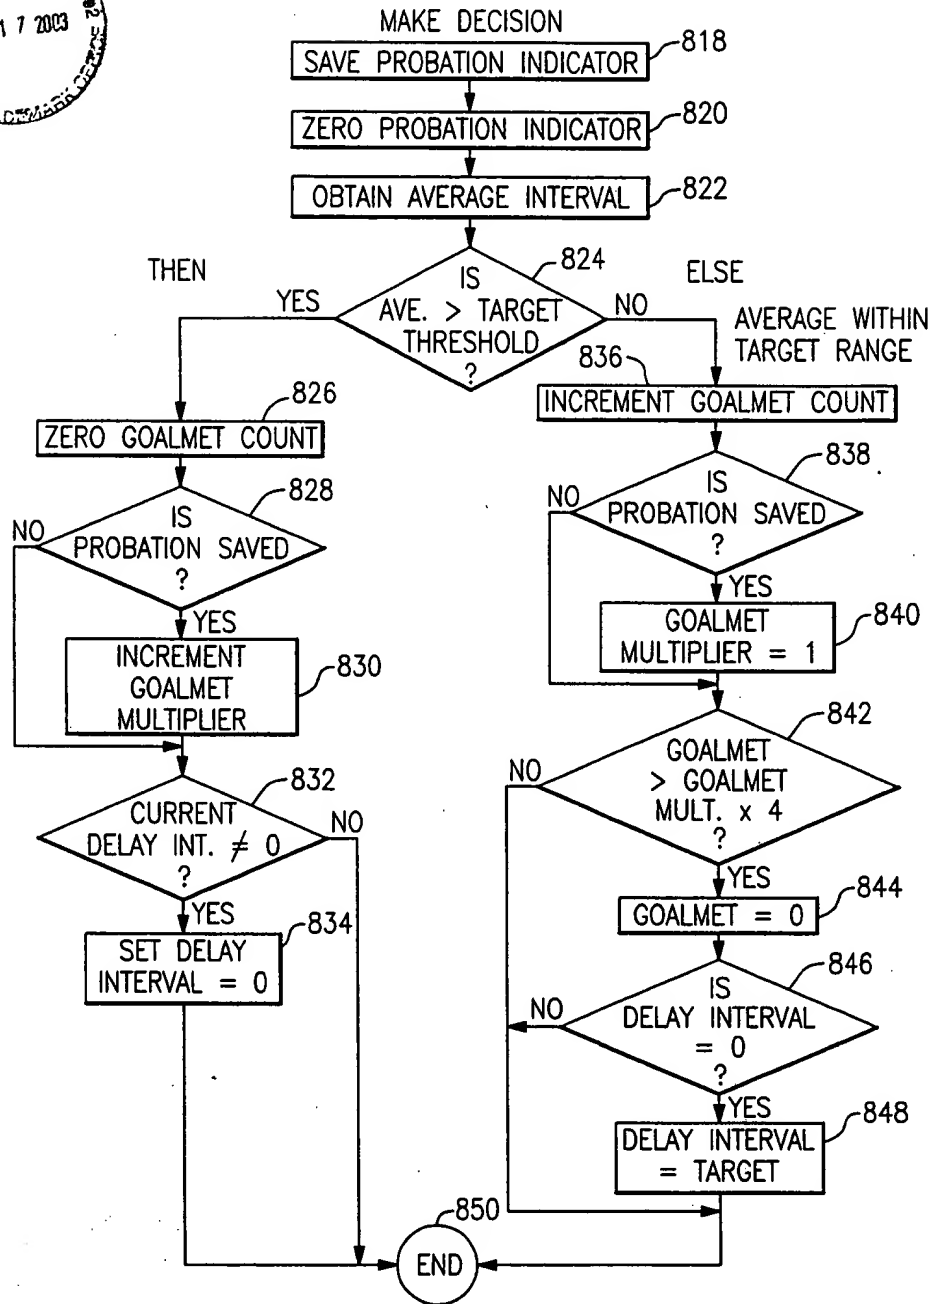 1 7 2003
MAKE DECISION
SAVE PROBATION INDICATOR
818
ZERO PROBATION INDICATOR
820
OBTAIN AVERAGE INTERVAL
822
THEN
IS
AVE. > TARGET
THRESHOLD
?
824
ELSE
YES
NO
AVERAGE WITHIN
TARGET RANGE
826
ZERO GOALMET COUNT
IS
PROBATION SAVED
?
828
NO
YES
INCREMENT
GOALMET
MULTIPLIER
830
CURRENT
DELAY INT. ≠ 0
?
832
NO
YES
SET DELAY
INTERVAL = 0
834
836
INCREMENT GOALMET COUNT
IS
PROBATION SAVED
?
838
NO
YES
GOALMET
MULTIPLIER = 1
840
GOALMET
> GOALMET
MULT. x 4
?
842
NO
YES
GOALMET = 0
844
IS
DELAY INTERVAL
= 0
?
846
NO
YES
DELAY INTERVAL
= TARGET
848
850
END